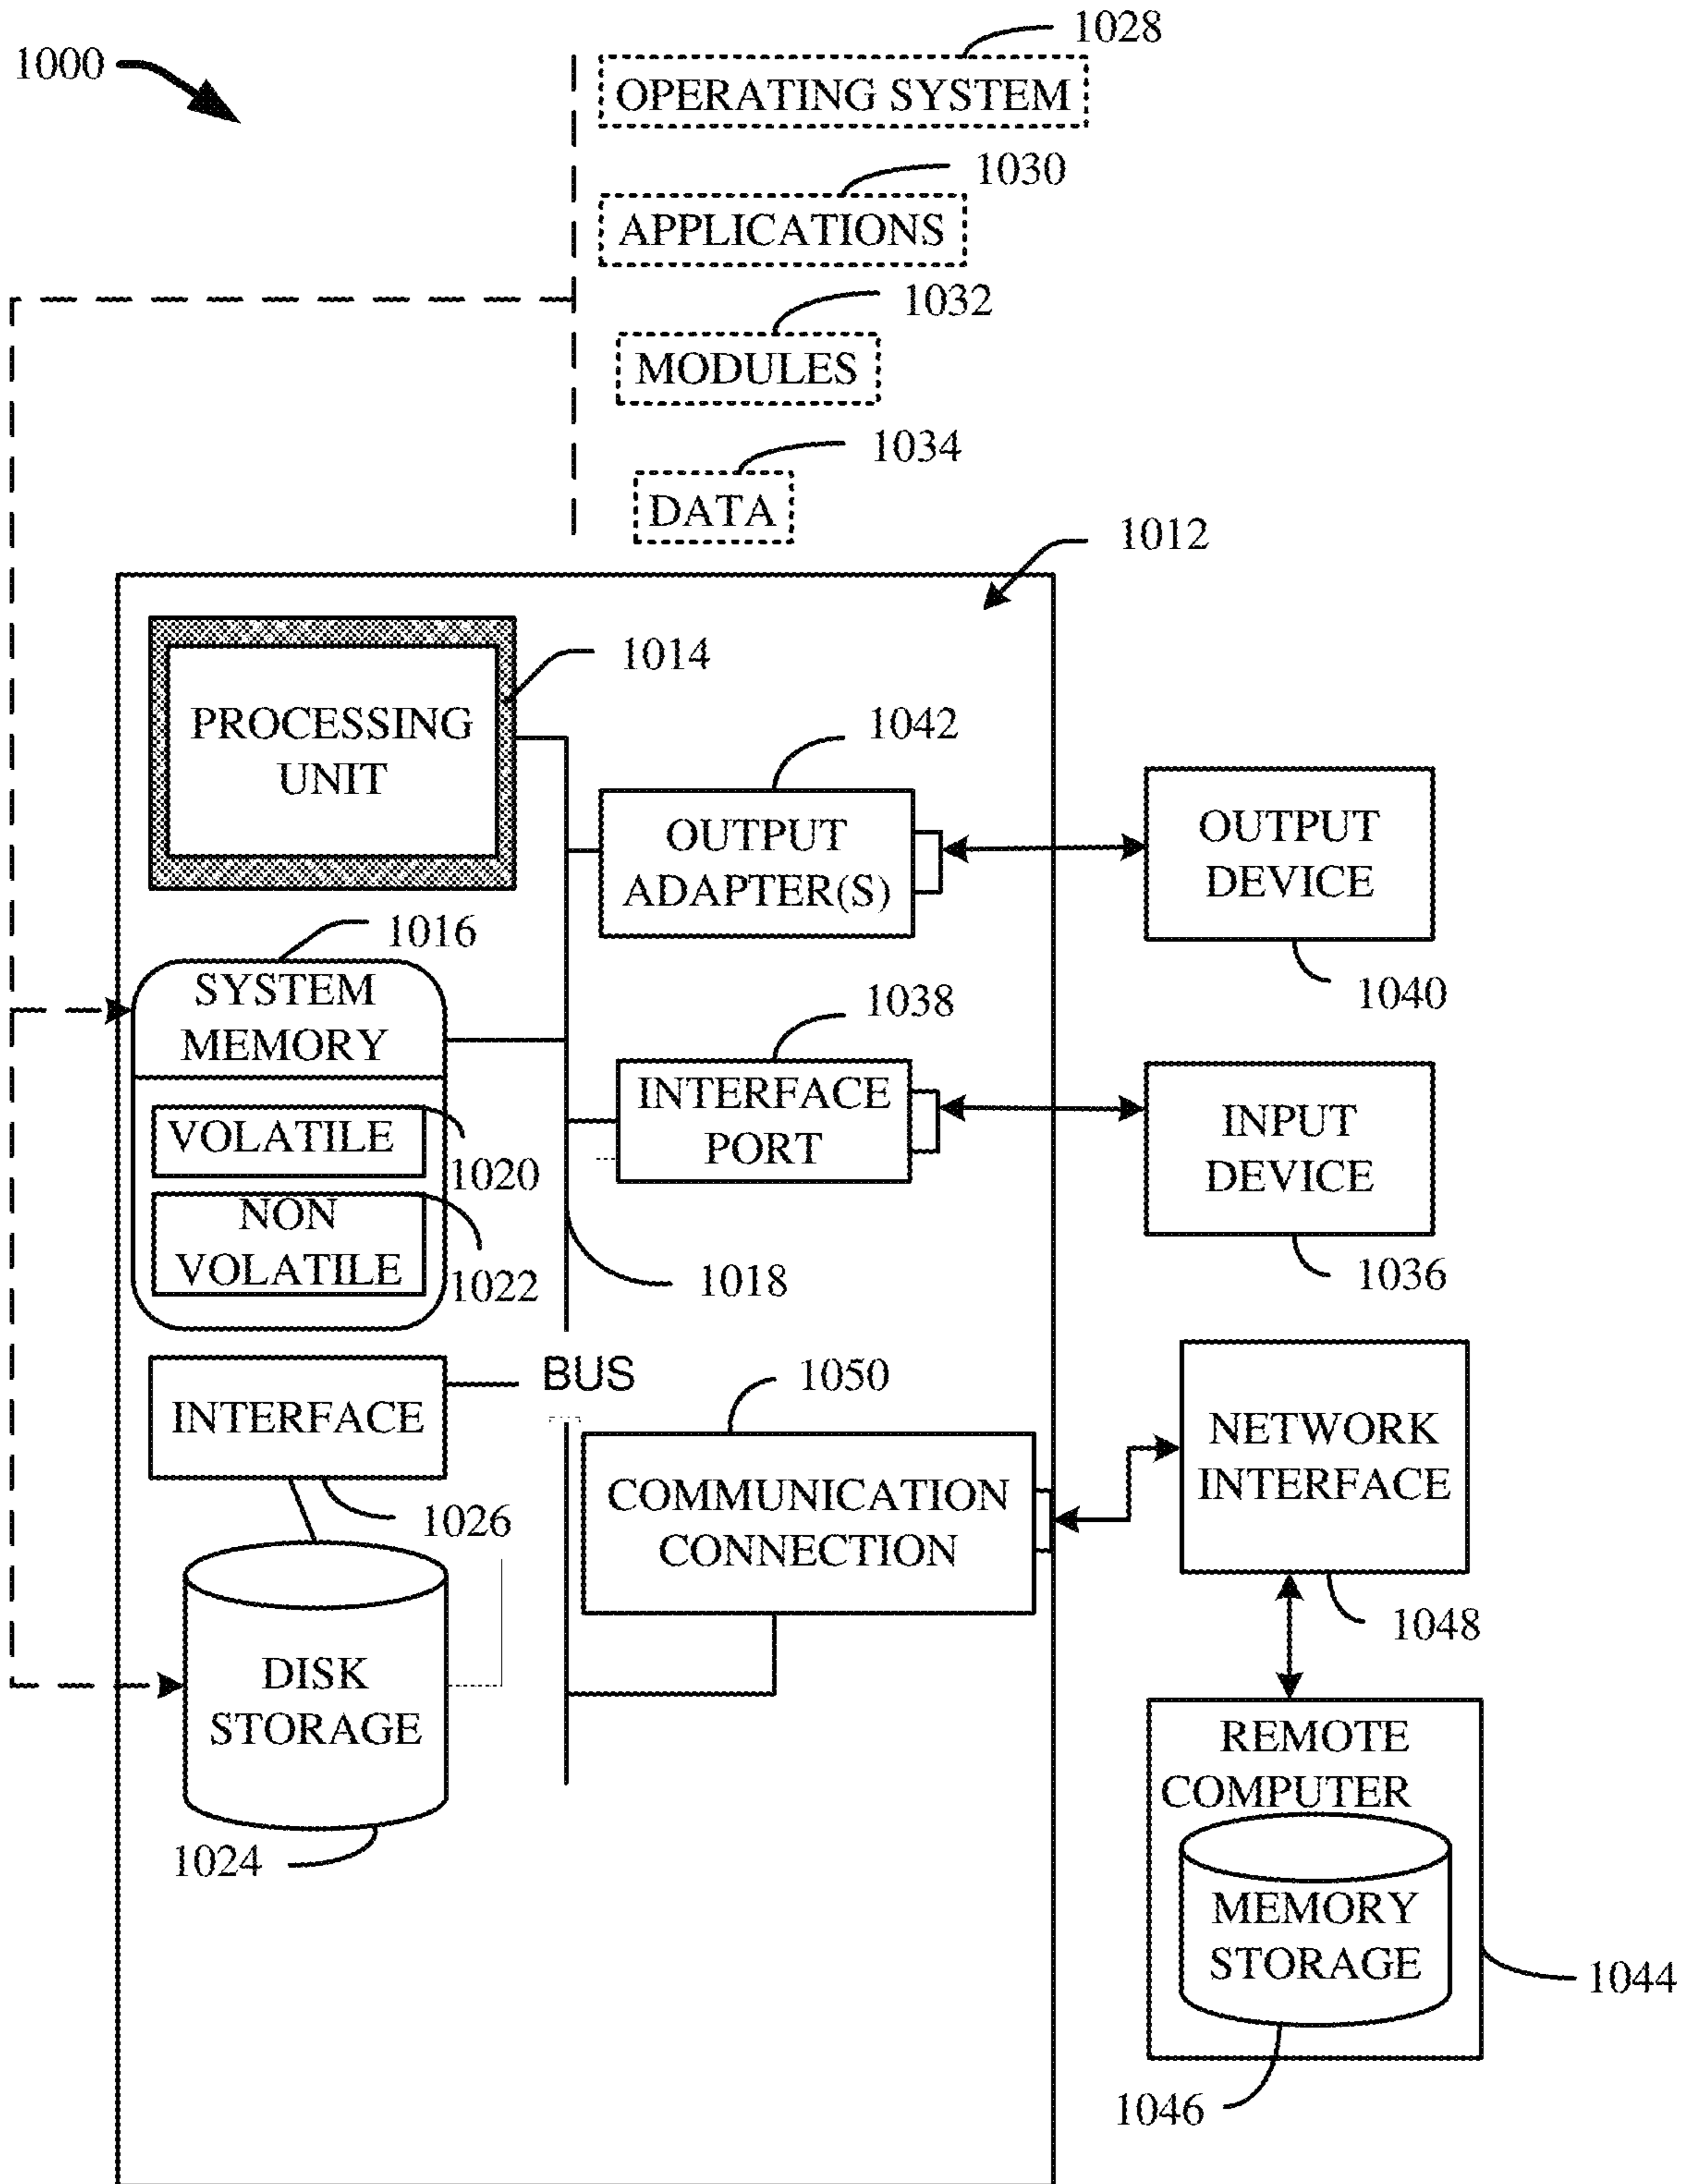 1028
1000
OPERATING SYSTEM
1030
APPLICATIONS
1032
MODULES
1034
DATA
1012
1014
PROCESSING
UNIT
1042
OUTPUT
ADAPTER(S)
OUTPUT
DEVICE
1040
1016
SYSTEM
MEMORY
VOLATILE
1020
NON
VOLATILE
1022
1038
INTERFACE
PORT
INPUT
DEVICE
1036
1018
BUS
INTERFACE
1026
1050
COMMUNICATION
CONNECTION
NETWORK
INTERFACE
1048
DISK
STORAGE
1024
REMOTE
COMPUTER
MEMORY
STORAGE
1044
1046